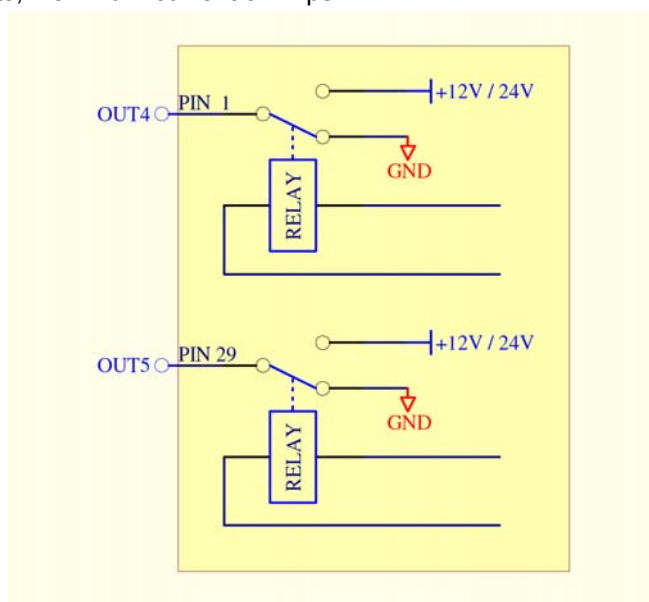 +12V / 24V
OUT4 PIN 1
GND
RELAY
+12V / 24V
OUT5 PIN 29
GND
RELAY